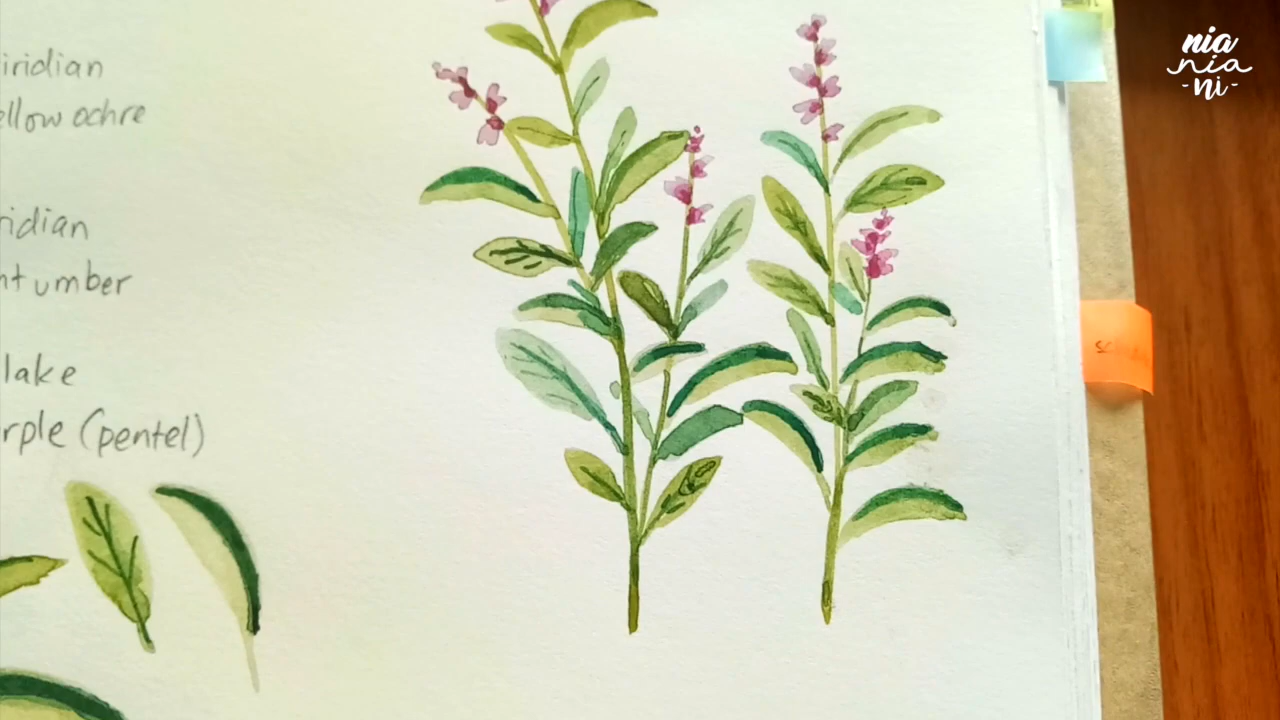 iridian
ellow ochre
ridian
nt umber
lake
rple (pentel)
nia
nia
-ni-